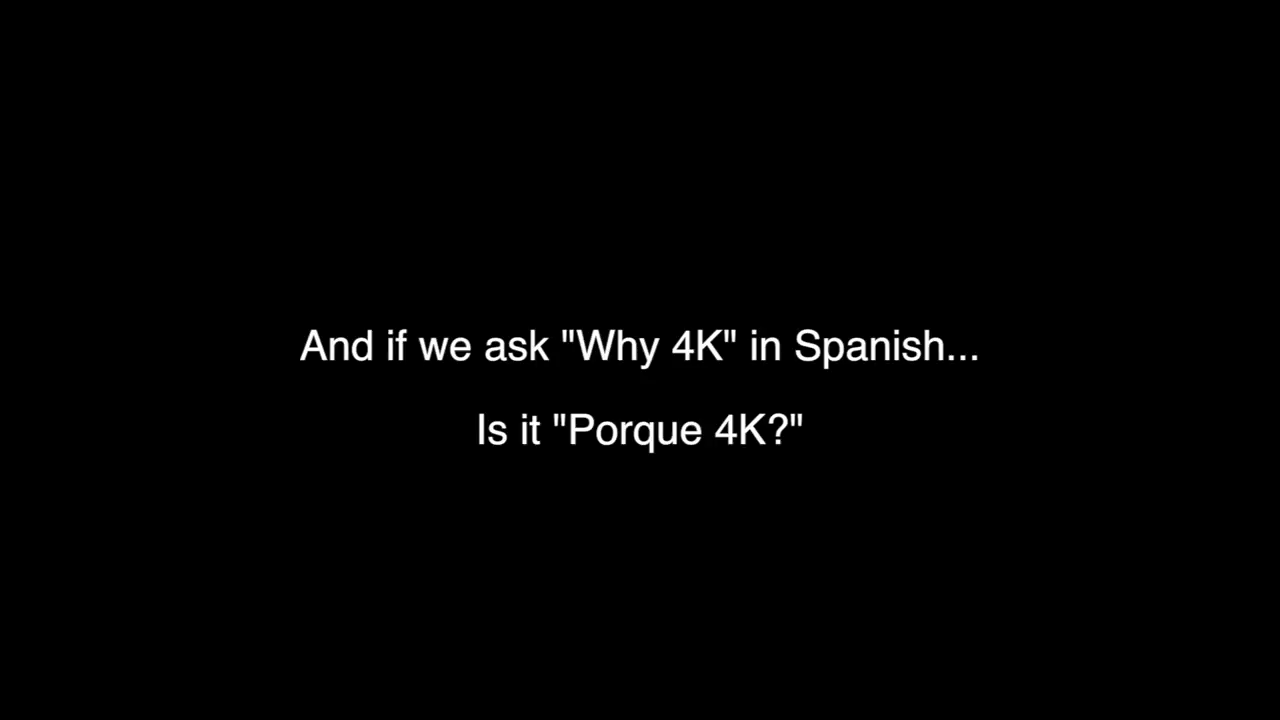 And if we ask "Why 4K" in Spanish...
Is it "Porque 4K?"